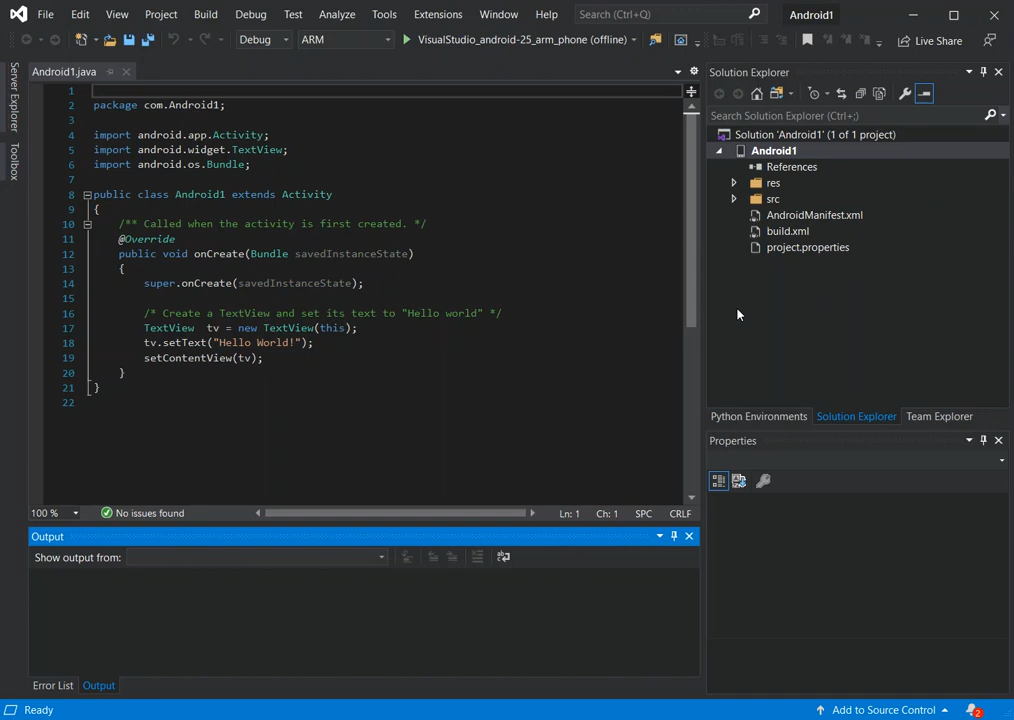 File Edit View Project Build Debug Test Analyze Tools Extensions Window Help Search (Ctrl+Q) Android1
Debug ARM VisualStudio_android-25_arm_phone (offline) Live Share
Server Explorer
Toolbox
Android1.java
1
2 package com.Android1;
3
4 import android.app.Activity;
5 import android.widget.TextView;
6 import android.os.Bundle;
7
8 public class Android1 extends Activity
9 {
10 /** Called when the activity is first created. */
11 @Override
12 public void onCreate(Bundle savedInstanceState)
13 {
14 super.onCreate(savedInstanceState);
15
16 /* Create a TextView and set its text to "Hello world" */
17 TextView  tv = new TextView(this);
18 tv.setText("Hello World!");
19 setContentView(tv);
20 }
21 }
22
100 % No issues found Ln: 1 Ch: 1 SPC CRLF
Output
Show output from:
Error List Output
Solution Explorer
Search Solution Explorer (Ctrl+;)
Solution 'Android1' (1 of 1 project)
Android1
References
res
src
AndroidManifest.xml
build.xml
project.properties
Python Environments Solution Explorer Team Explorer
Properties
Ready Add to Source Control 2